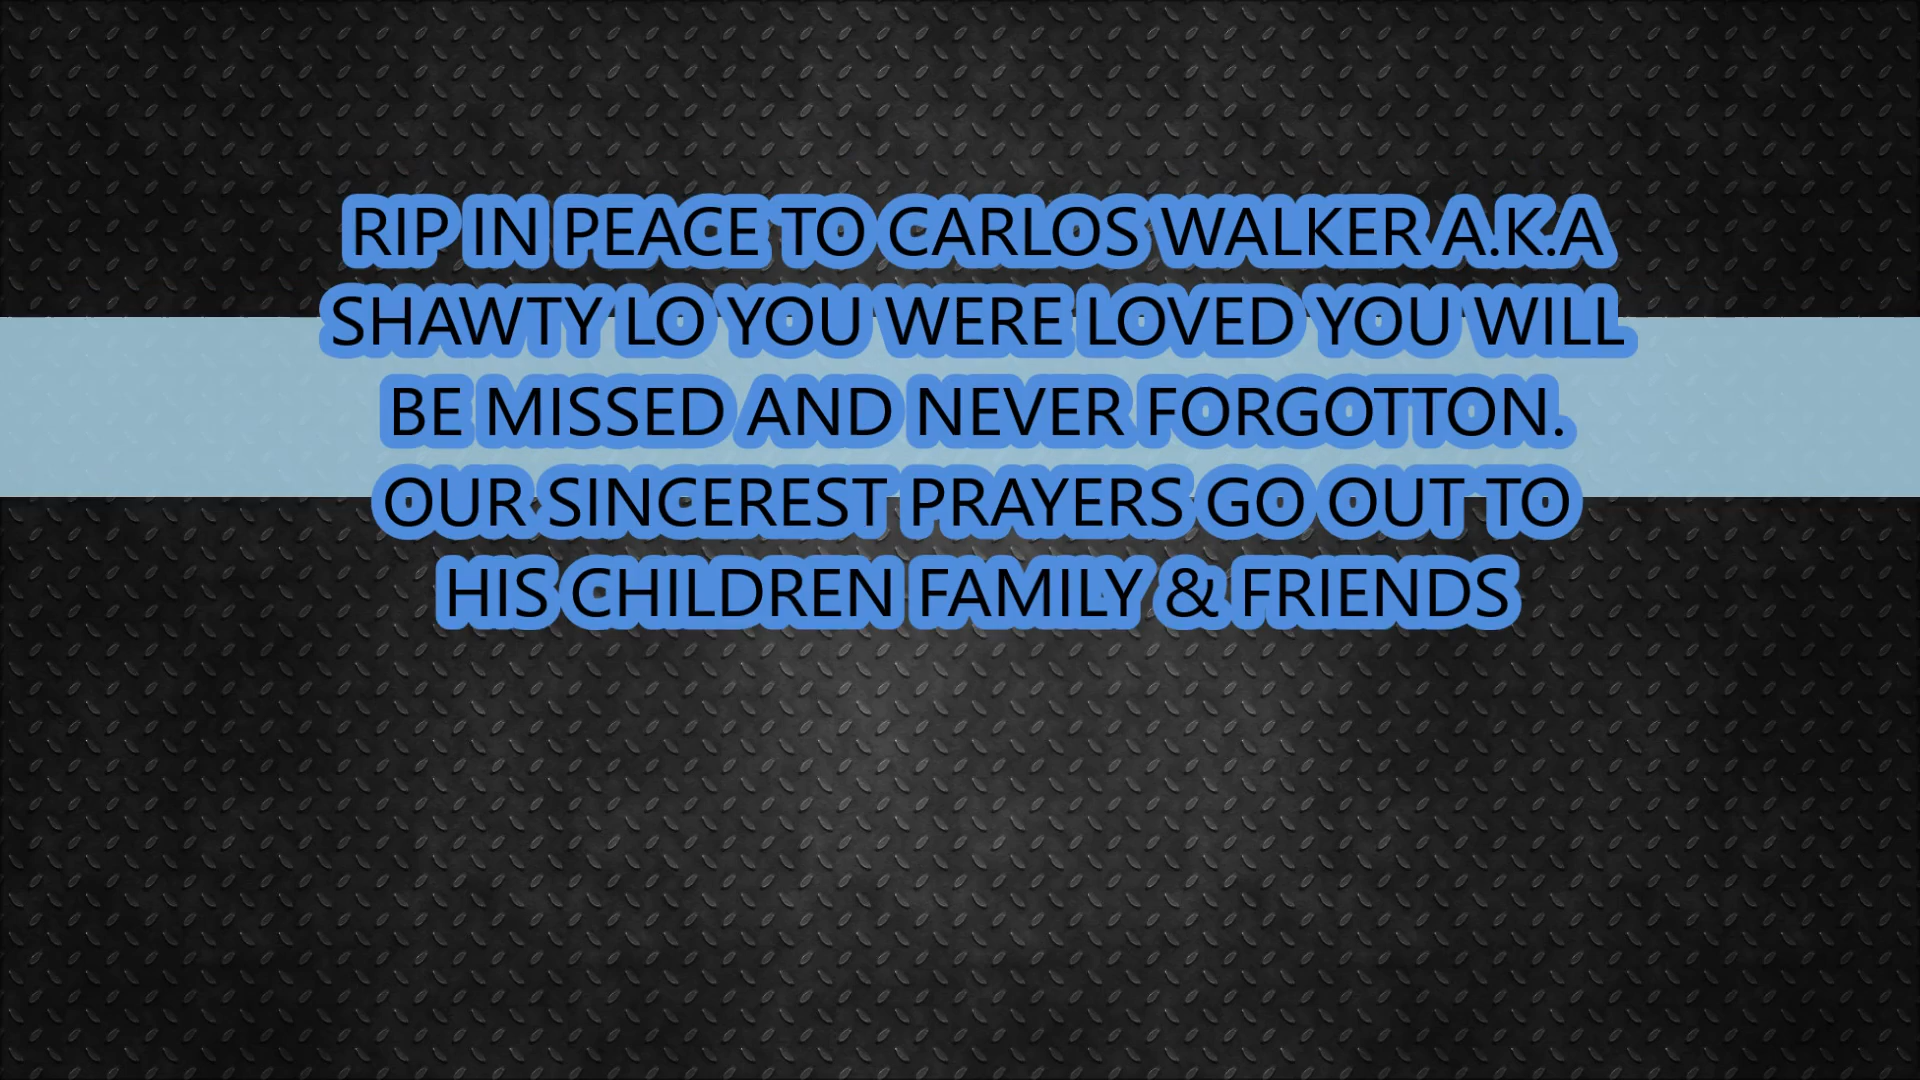 RIP IN PEACE TO CARLOS WALKER A.K.A
SHAWTY LO YOU WERE LOVED YOU WILL
BE MISSED AND NEVER FORGOTTON.
OUR SINCEREST PRAYERS GO OUT TO
HIS CHILDREN FAMILY & FRIENDS